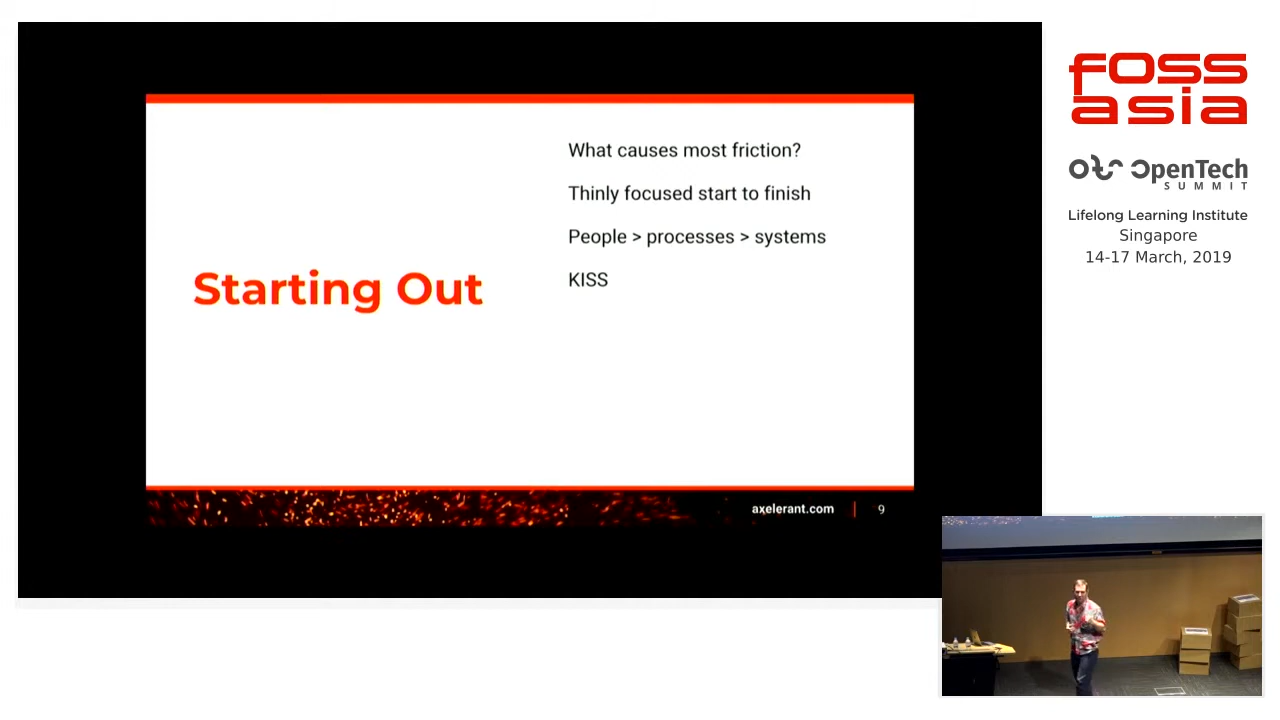 Starting Out
What causes most friction?
Thinly focused start to finish
People > processes > systems
KISS
axelerant.com | 9
fOSS
asia
OpenTech
SUMMIT
Lifelong Learning Institute
Singapore
14-17 March, 2019